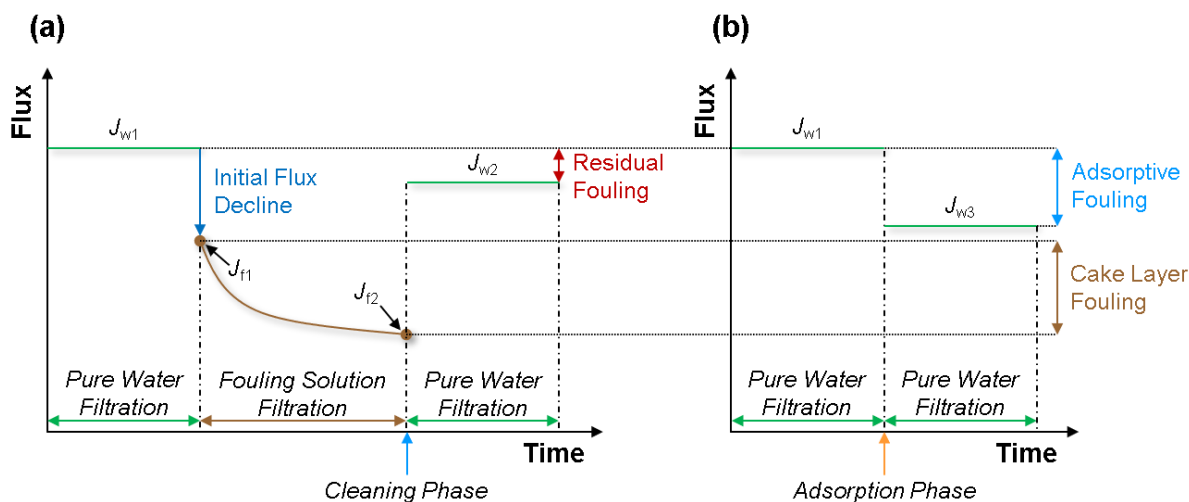 (a)
Flux
Jw1
Initial Flux
Decline
Jf1
Jf2
Jw2
Residual
Fouling
Pure Water
Filtration
Fouling Solution
Filtration
Pure Water
Filtration
Time
Cleaning Phase
(b)
Flux
Jw1
Jw3
Adsorptive
Fouling
Cake Layer
Fouling
Pure Water
Filtration
Pure Water
Filtration
Time
Adsorption Phase